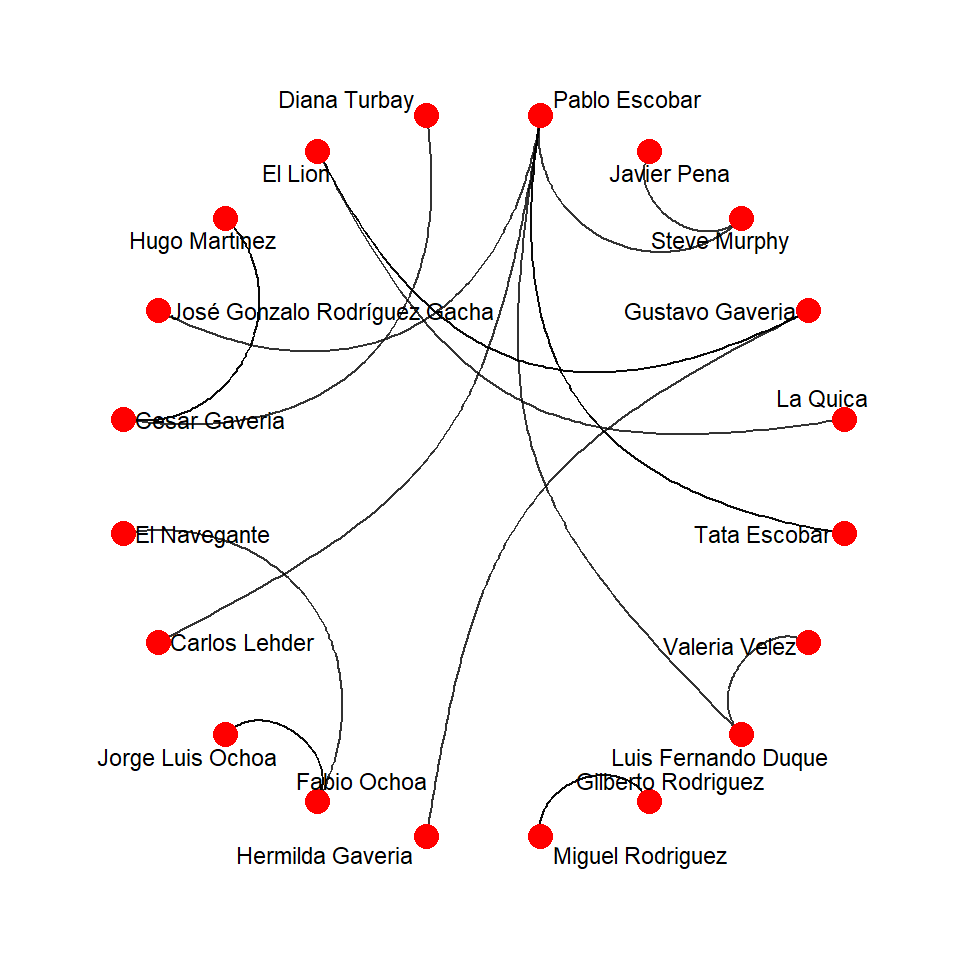 Diana Turbay
Pablo Escobar
El Lion
Javier Pena
Hugo Martinez
Steve Murphy
José Gonzalo Rodríguez Gacha
Gustavo Gaveria
La Quica
Cesar Gaveria
El Navegante
Tata Escobar
Carlos Lehder
Valeria Velez
Jorge Luis Ochoa
Luis Fernando Duque
Fabio Ochoa
Gilberto Rodriguez
Hermilda Gaveria
Miguel Rodriguez